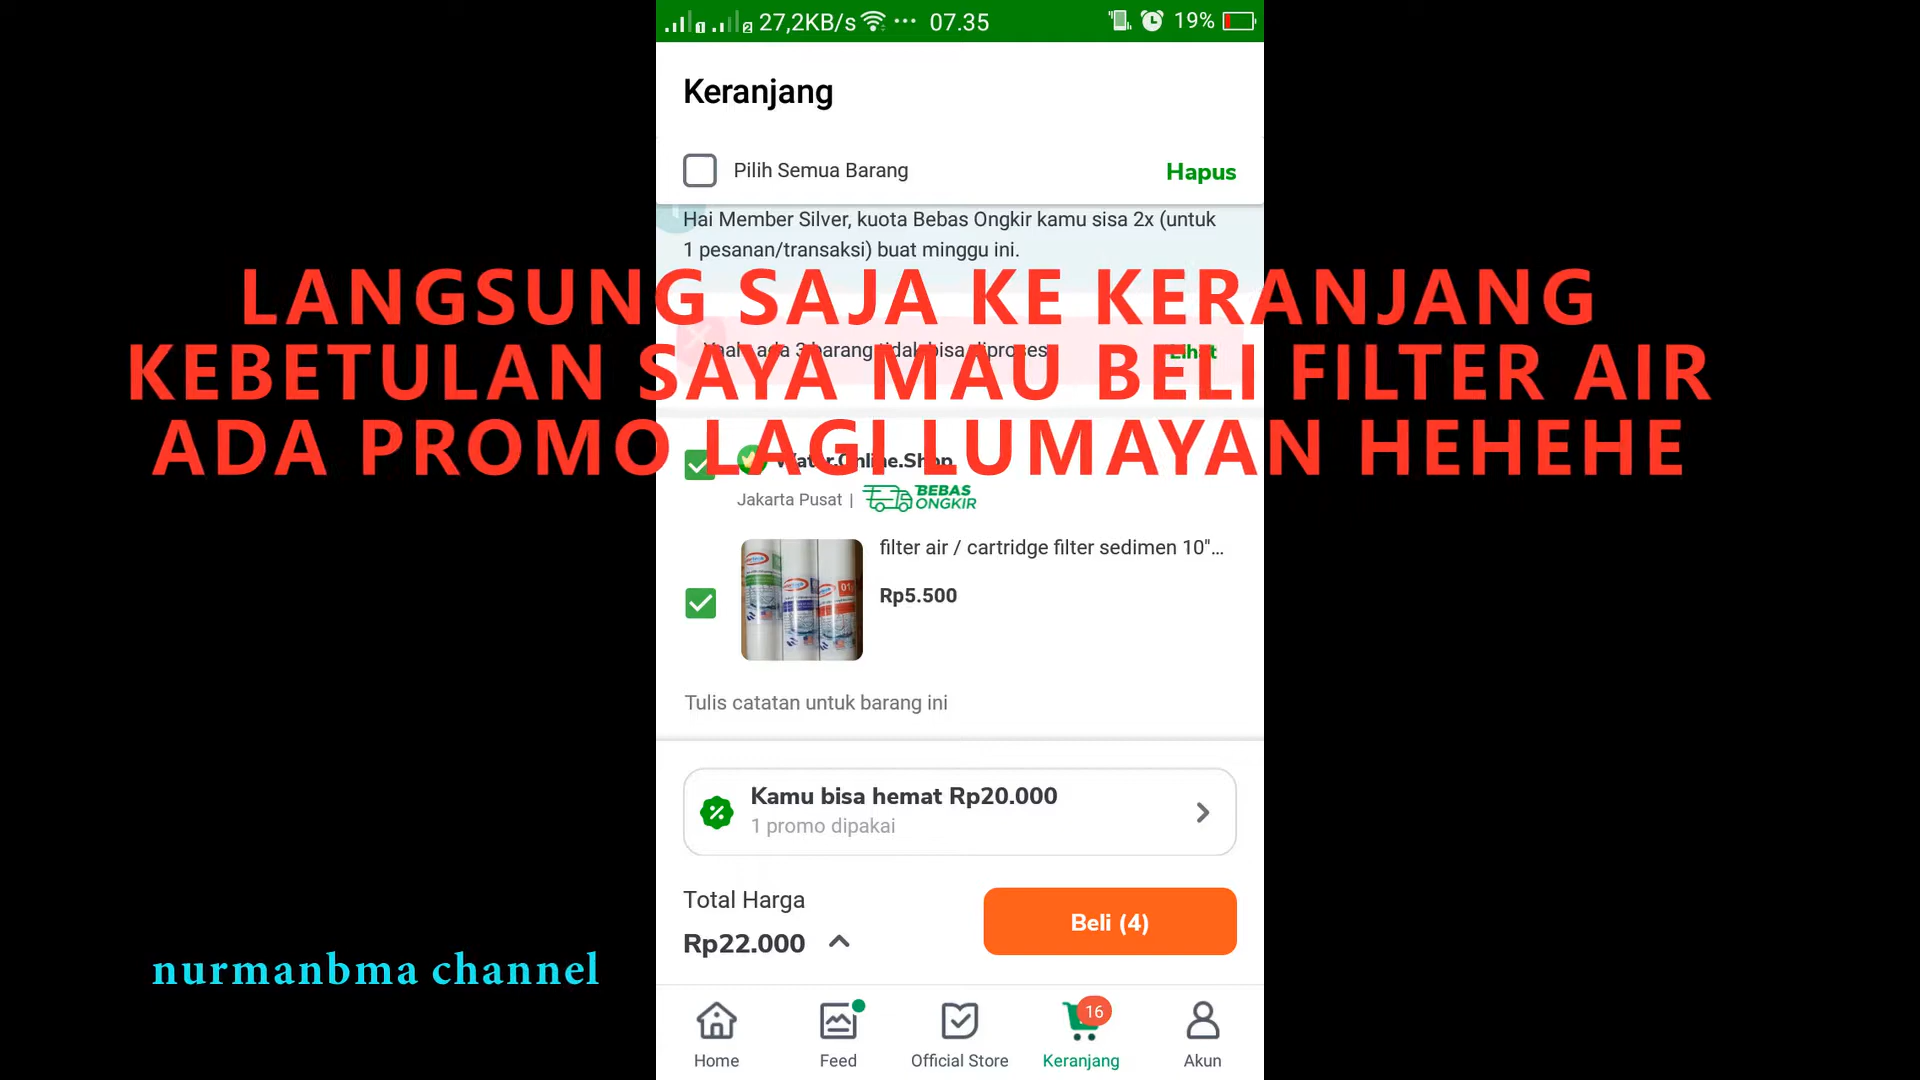 27,2KB/s ... 07.35 19%
Keranjang
Pilih Semua Barang Hapus
Hai Member Silver, kuota Bebas Ongkir kamu sisa 2x (untuk
1 pesanan/transaksi) buat minggu ini.
LANGSUNG SAJA KE KERANJANG
Yaah, ada 3 barang tidak bisa diproses Lihat
KEBETULAN SAYA MAU BELI FILTER AIR
ADA PROMO LAGI LUMAYAN HEHEHE
Water.Online.Shop
Jakarta Pusat | BEBAS ONGKIR
filter air / cartridge filter sedimen 10"...
Rp5.500
Tulis catatan untuk barang ini
Kamu bisa hemat Rp20.000
1 promo dipakai
Total Harga
Rp22.000
Beli (4)
nurmanbma channel
16
Home Feed Official Store Keranjang Akun